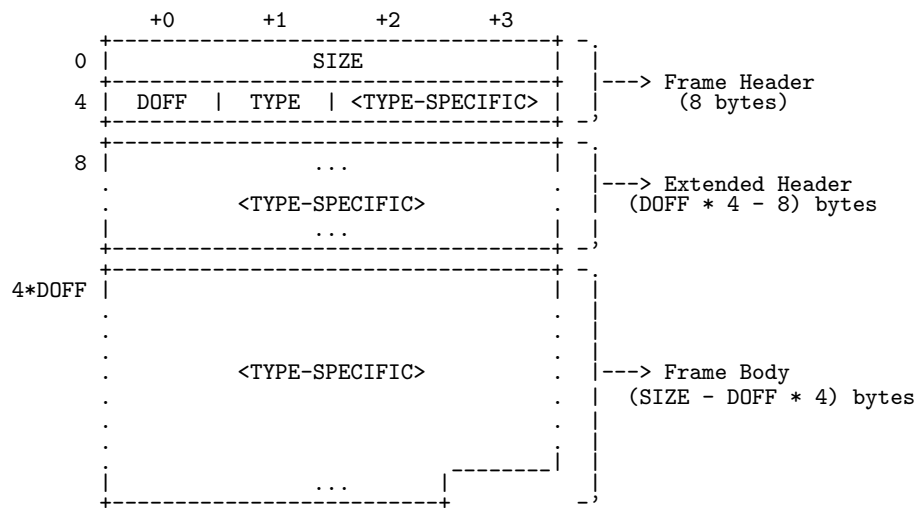 +0 +1 +2 +3
0 SIZE
---> Frame Header
4 DOFF | TYPE | <TYPE-SPECIFIC>
(8 bytes)
8 ...
---> Extended Header
<TYPE-SPECIFIC>
(DOFF * 4 - 8) bytes
...
4*DOFF
<TYPE-SPECIFIC>
---> Frame Body
(SIZE - DOFF * 4) bytes
...